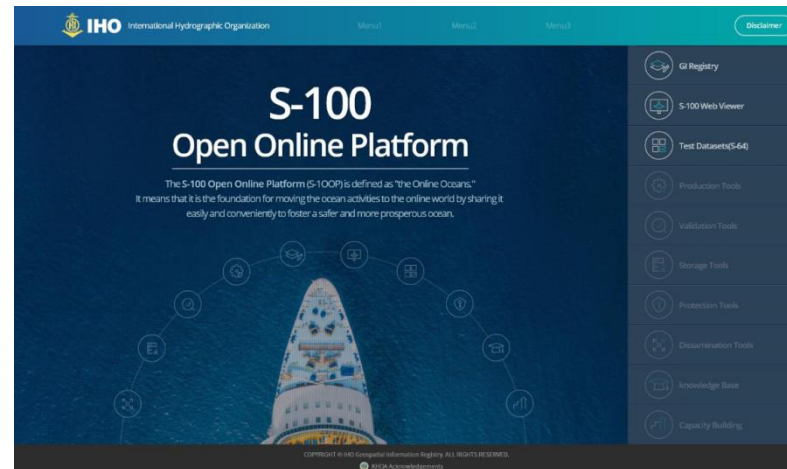 IHO International Hydrographic Organization
Menu1
Menu2
Menu3
Disclaimer
S-100
Open Online Platform
The S-100 Open Online Platform (S-1OOP) is defined as "the Online Oceans."
It means that it is the foundation for moving the ocean activities to the online world by sharing it
easily and conveniently to foster a safer and more prosperous ocean.
GI Registry
S-100 Web Viewer
Test Datasets(S-64)
Production Tools
Validation Tools
Storage Tools
Protection Tools
Dissemination Tools
knowledge Base
Capacity Building
COPYRIGHT © IHO Geospatial Information Registry. ALL RIGHTS RESERVED.
KHOA Acknowledgements